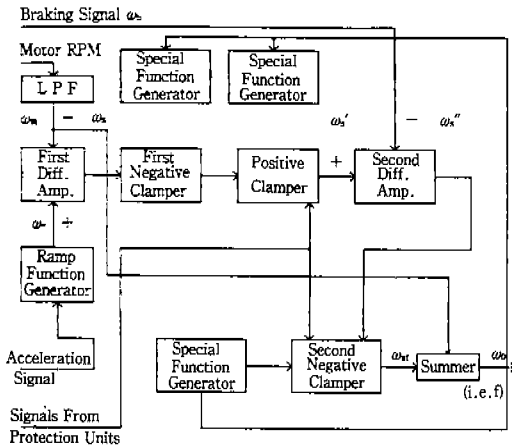 Braking Signal ωs
Motor RPM
L P F
Special
Function
Generator
Special
Function
Generator
ωm − ωs
First
Diff.
Amp.
First
Negative
Clamper
Positive
Clamper
ωs′
+
− ωs″
Second
Diff.
Amp.
ωr +
Ramp
Function
Generator
Acceleration
Signal
Special
Function
Generator
Second
Negative
Clamper
Summer
ωo
(i.e.f)
Signals From
Protection Units